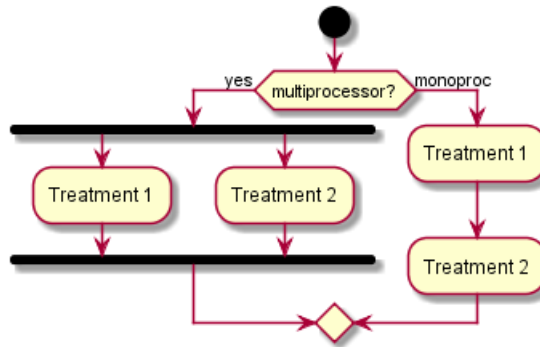 yes
multiprocessor?
monoproc
Treatment 1
Treatment 2
Treatment 1
Treatment 2